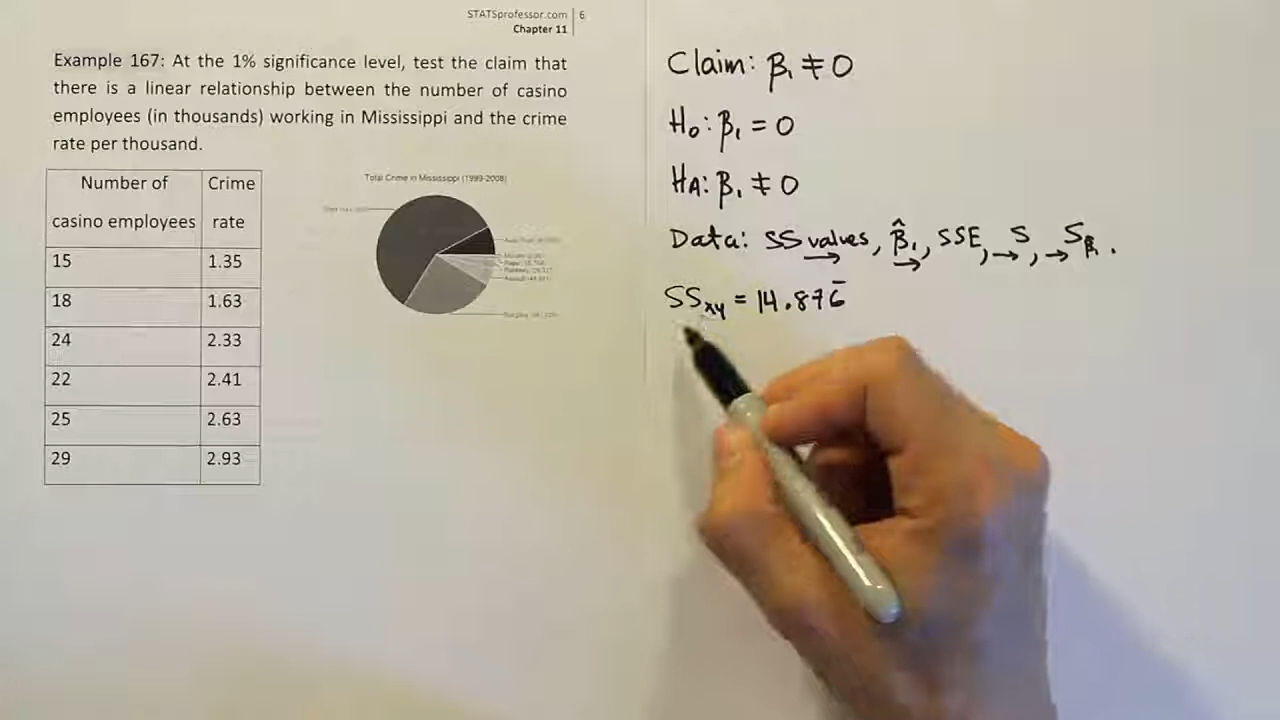 STATSprofessor.com 6
Chapter 11
Example 167: At the 1% significance level, test the claim that
there is a linear relationship between the number of casino
employees (in thousands) working in Mississippi and the crime
rate per thousand.
Number of casino employees Crime rate
15 1.35
18 1.63
24 2.33
22 2.41
25 2.63
29 2.93
Total Crime in Mississippi (1999-2008)
Claim: β₁ ≠ 0
H₀: β₁ = 0
HA: β₁ ≠ 0
Data: SS values, β̂₁, SSE, → S, → Sβ̂₁.
SSxy = 14.876̄